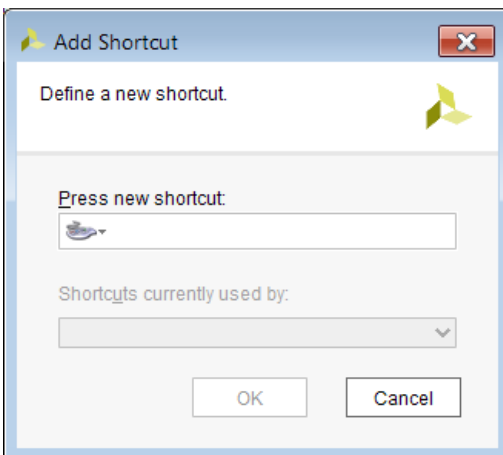 Add Shortcut
Define a new shortcut.
Press new shortcut:
Shortcuts currently used by:
OK
Cancel